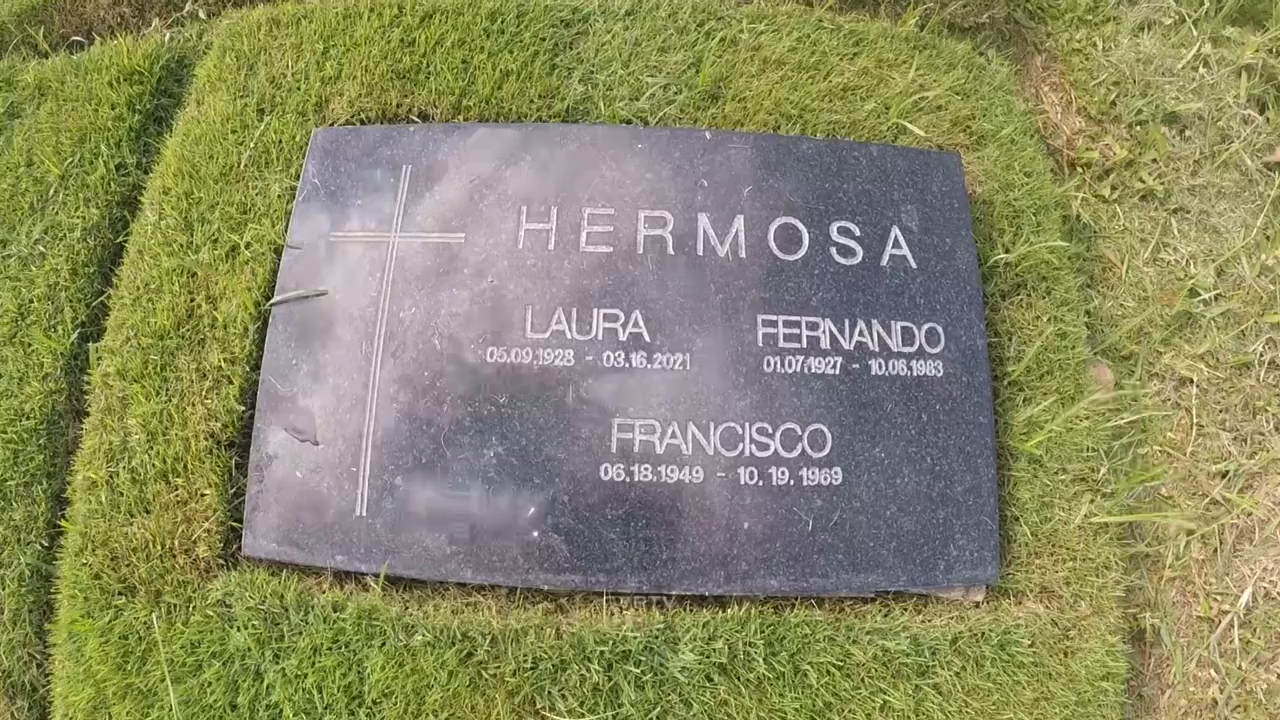 HERMOSA
LAURA FERNANDO
05.09.1928 - 03.16.2021 01.07.1927 - 10.06.1983
FRANCISCO
06.18.1949 - 10.19.1969